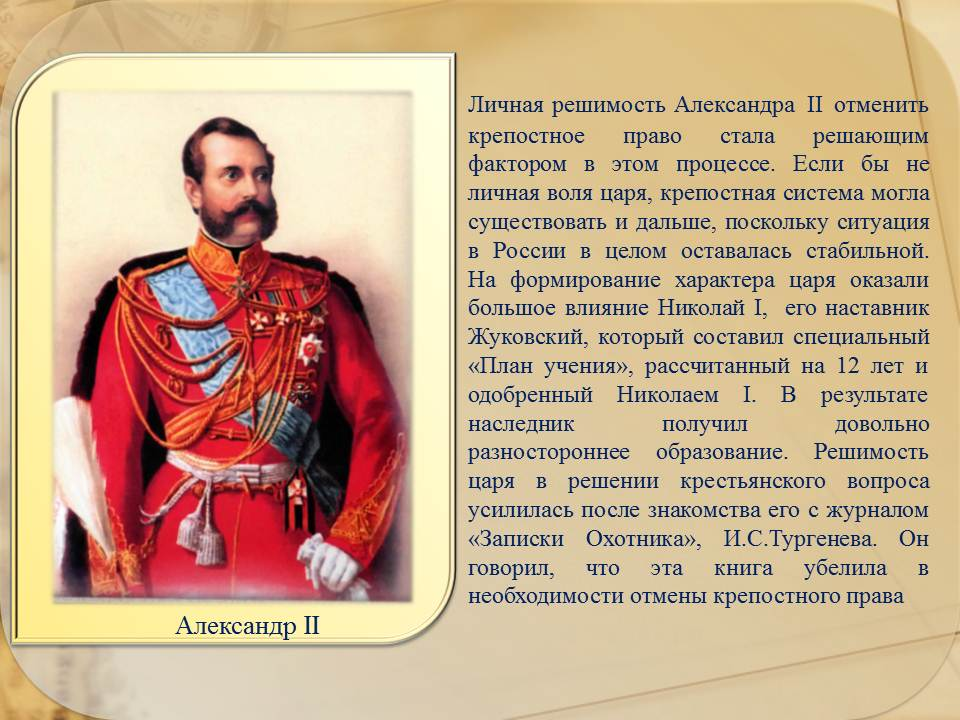 Личная решимость Александра II отменить
крепостное право стала решающим
фактором в этом процессе. Если бы не
личная воля царя, крепостная система могла
существовать и дальше, поскольку ситуация
в России в целом оставалась стабильной.
На формирование характера царя оказали
большое влияние Николай I, его наставник
Жуковский, который составил специальный
«План учения», рассчитанный на 12 лет и
одобренный Николаем I. В результате
наследник получил довольно
разностороннее образование. Решимость
царя в решении крестьянского вопроса
усилилась после знакомства его с журналом
«Записки Охотника», И.С.Тургенева. Он
говорил, что эта книга убелила в
необходимости отмены крепостного права
Александр II